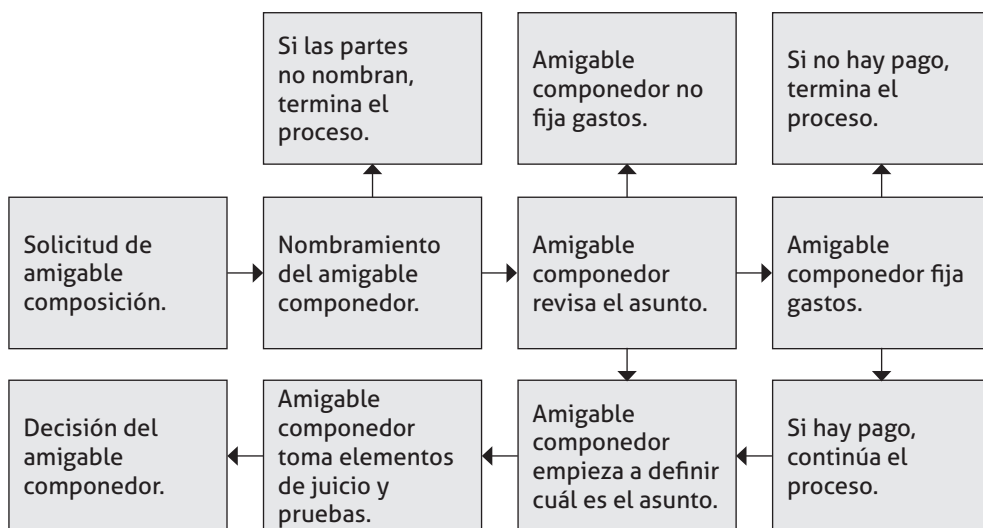 Si las partes
no nombran,
termina el
proceso.
Amigable
componedor no
fija gastos.
Si no hay pago,
termina el
proceso.
Solicitud de
amigable
composición.
Nombramiento
del amigable
componedor.
Amigable
componedor
revisa el asunto.
Amigable
componedor fija
gastos.
Decisión del
amigable
componedor.
Amigable
componedor
toma elementos
de juicio y
pruebas.
Amigable
componedor
empieza a definir
cuál es el asunto.
Si hay pago,
continúa el
proceso.